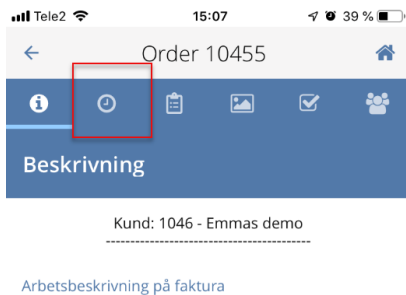 Tele2 15:07 39 %
Order 10455
Beskrivning
Kund: 1046 - Emmas demo
-----------------------------------------
Arbetsbeskrivning på faktura